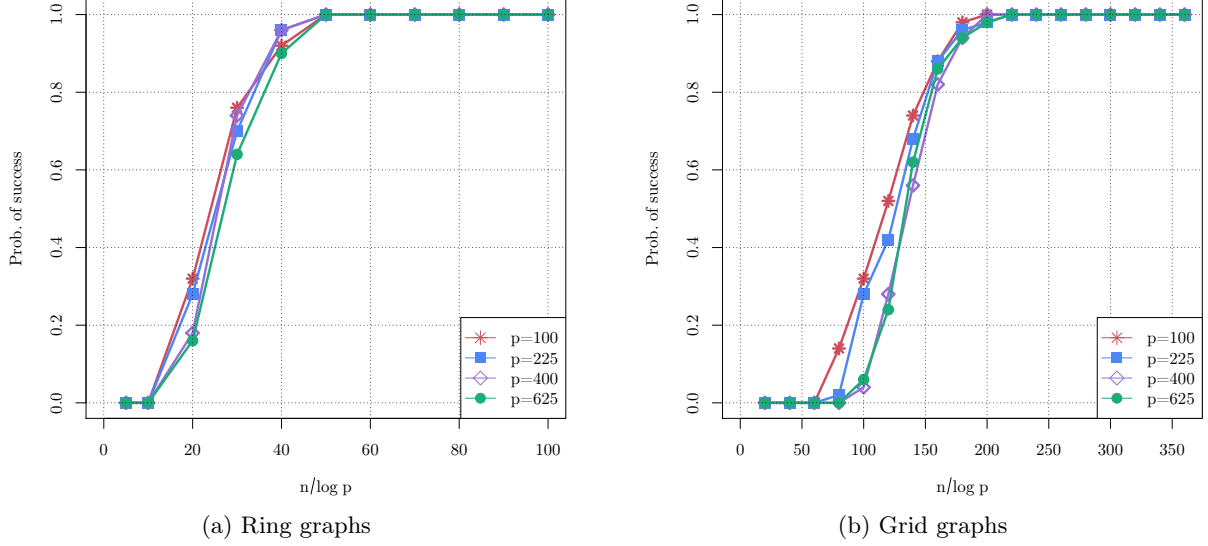 Prob. of success
0.0
0.2
0.4
0.6
0.8
1.0
p=100
p=225
p=400
p=625
0 20 40 60 80 100
n/log p
(a) Ring graphs
Prob. of success
0.0
0.2
0.4
0.6
0.8
1.0
p=100
p=225
p=400
p=625
0 50 100 150 200 250 300 350
n/log p
(b) Grid graphs